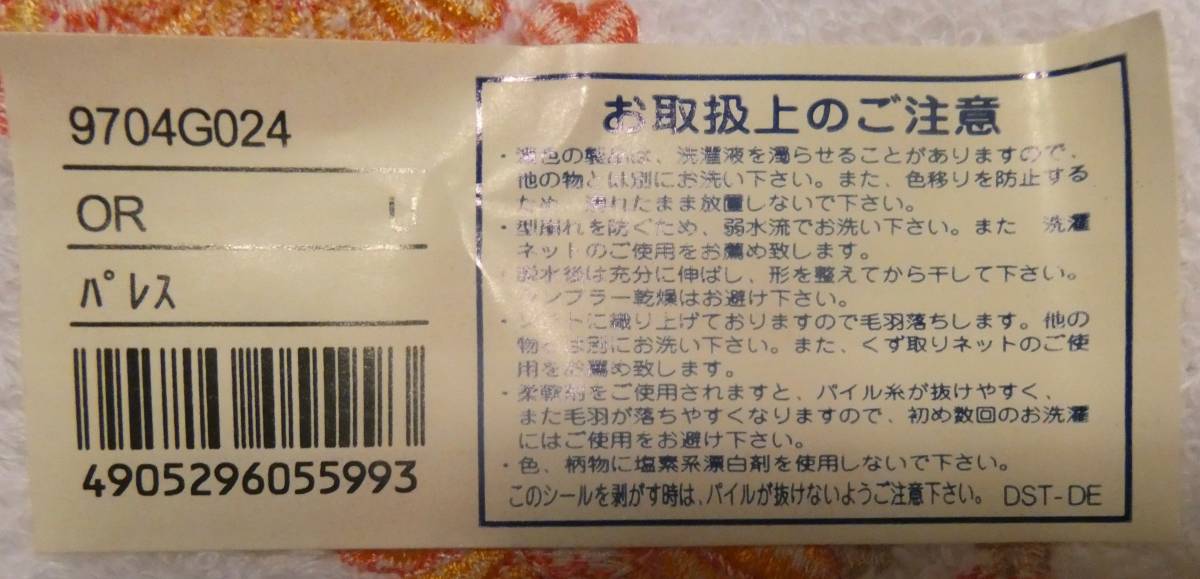 9704G024
OR
パレス
4905296055993
お取扱上のご注意
・濃色の製品は、洗濯液を濁らせることがありますので、
他の物とは別にお洗い下さい。また、色移りを防止する
ため、濡れたまま放置しないで下さい。
・型崩れを防ぐため、弱水流でお洗い下さい。また 洗濯
ネットのご使用をお薦め致します。
・脱水後は充分に伸ばし、形を整えてから干して下さい。
タンブラー乾燥はお避け下さい。
・ソフトに織り上げておりますので毛羽落ちします。他の
物とは別にお洗い下さい。また、くず取りネットのご使
用をお薦め致します。
・柔軟剤をご使用されますと、パイル糸が抜けやすく、
また毛羽が落ちやすくなりますので、初め数回のお洗濯
にはご使用をお避け下さい。
・色、柄物に塩素系漂白剤を使用しないで下さい。
このシールを剥がす時は、パイルが抜けないようご注意下さい。 DST-DE